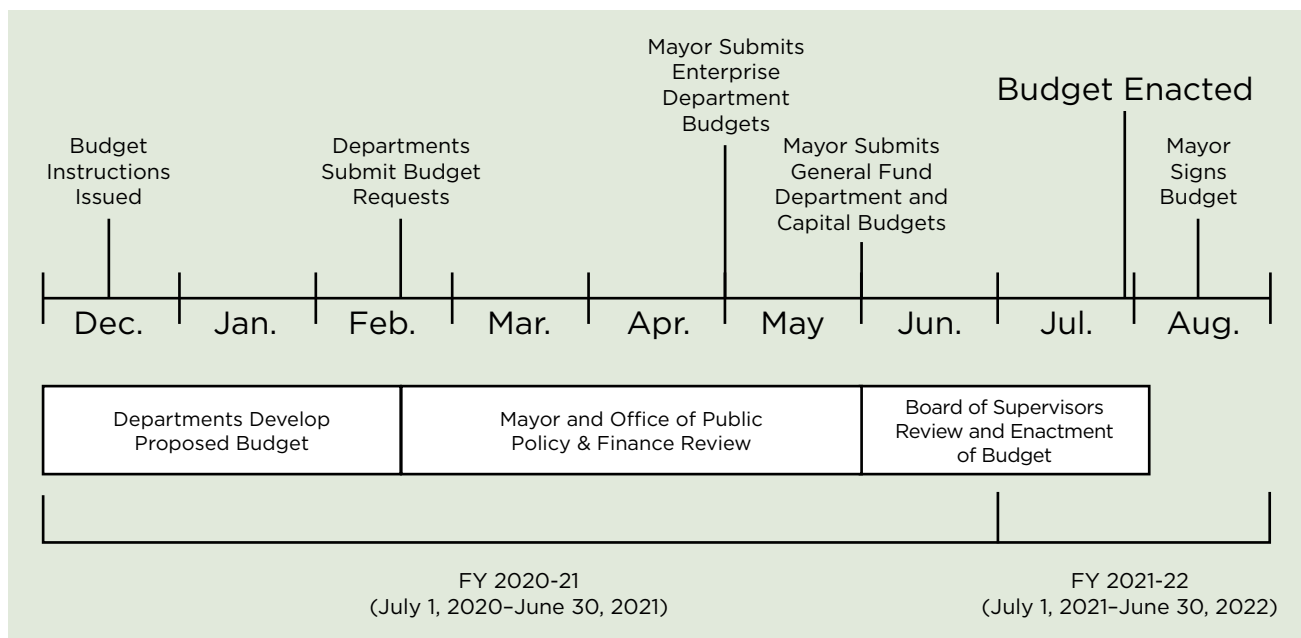 Mayor Submits
Enterprise
Department
Budgets
Budget Enacted
Budget
Instructions
Issued
Departments
Submit Budget
Requests
Mayor Submits
General Fund
Department and
Capital Budgets
Mayor
Signs
Budget
Dec.
Jan.
Feb.
Mar.
Apr.
May
Jun.
Jul.
Aug.
Departments Develop
Proposed Budget
Mayor and Office of Public
Policy & Finance Review
Board of Supervisors
Review and Enactment
of Budget
FY 2020-21
(July 1, 2020–June 30, 2021)
FY 2021-22
(July 1, 2021–June 30, 2022)